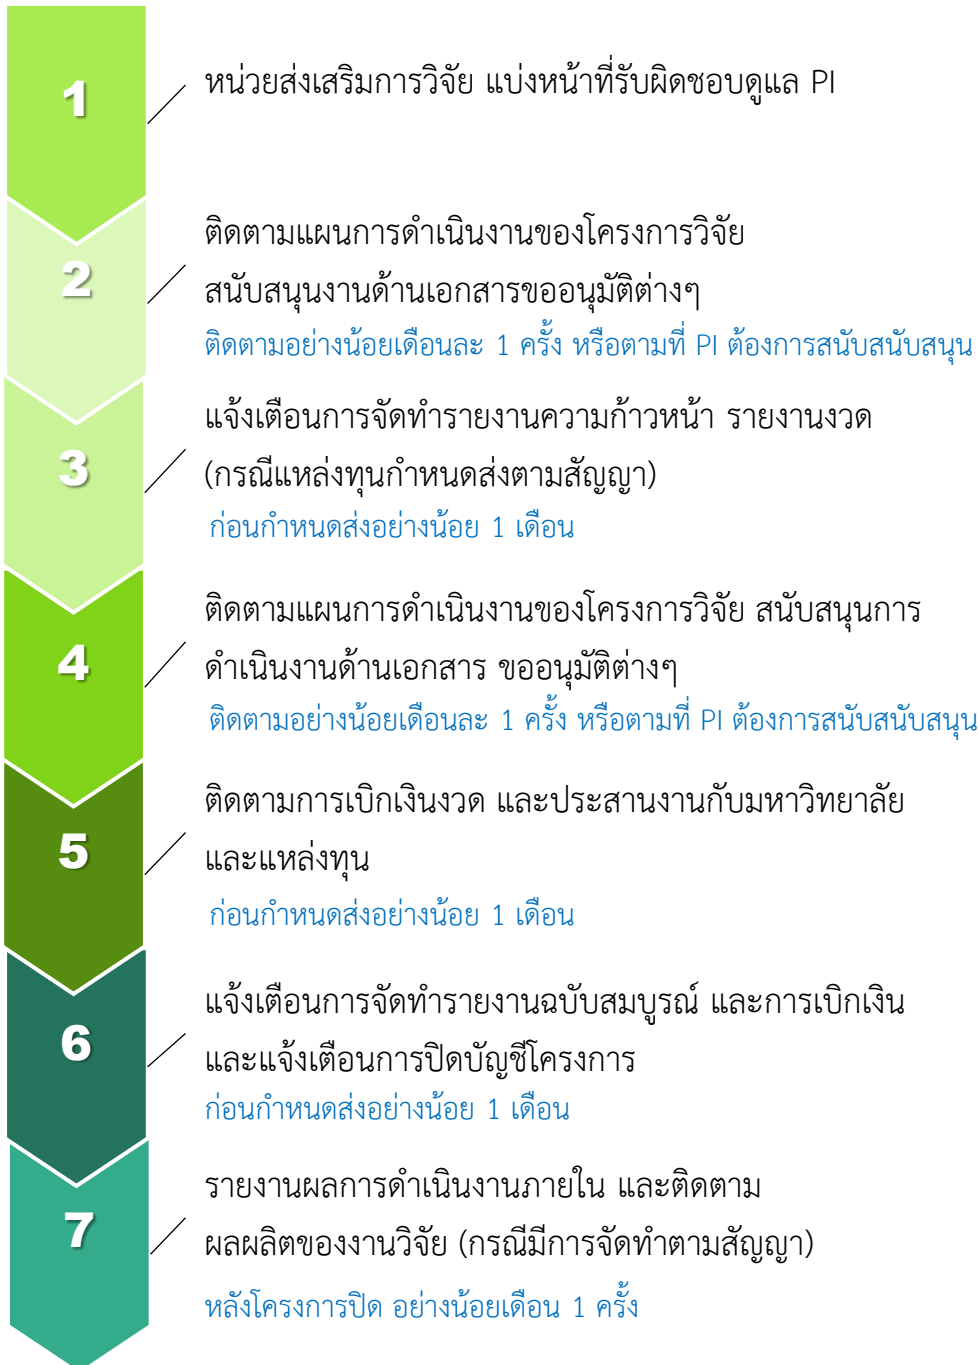 1
หน่วยส่งเสริมการวิจัย แบ่งหน้าที่รับผิดชอบดูแล PI
2
ติดตามแผนการดำเนินงานของโครงการวิจัย
สนับสนุนงานด้านเอกสารขออนุมัติต่างๆ
ติดตามอย่างน้อยเดือนละ 1 ครั้ง หรือตามที่ PI ต้องการสนับสนับสนุน
3
แจ้งเตือนการจัดทำรายงานความก้าวหน้า รายงานงวด
(กรณีแหล่งทุนกำหนดส่งตามสัญญา)
ก่อนกำหนดส่งอย่างน้อย 1 เดือน
4
ติดตามแผนการดำเนินงานของโครงการวิจัย สนับสนุนการ
ดำเนินงานด้านเอกสาร ขออนุมัติต่างๆ
ติดตามอย่างน้อยเดือนละ 1 ครั้ง หรือตามที่ PI ต้องการสนับสนับสนุน
5
ติดตามการเบิกเงินงวด และประสานงานกับมหาวิทยาลัย
และแหล่งทุน
ก่อนกำหนดส่งอย่างน้อย 1 เดือน
6
แจ้งเตือนการจัดทำรายงานฉบับสมบูรณ์ และการเบิกเงิน
และแจ้งเตือนการปิดบัญชีโครงการ
ก่อนกำหนดส่งอย่างน้อย 1 เดือน
7
รายงานผลการดำเนินงานภายใน และติดตาม
ผลผลิตของงานวิจัย (กรณีมีการจัดทำตามสัญญา)
หลังโครงการปิด อย่างน้อยเดือน 1 ครั้ง